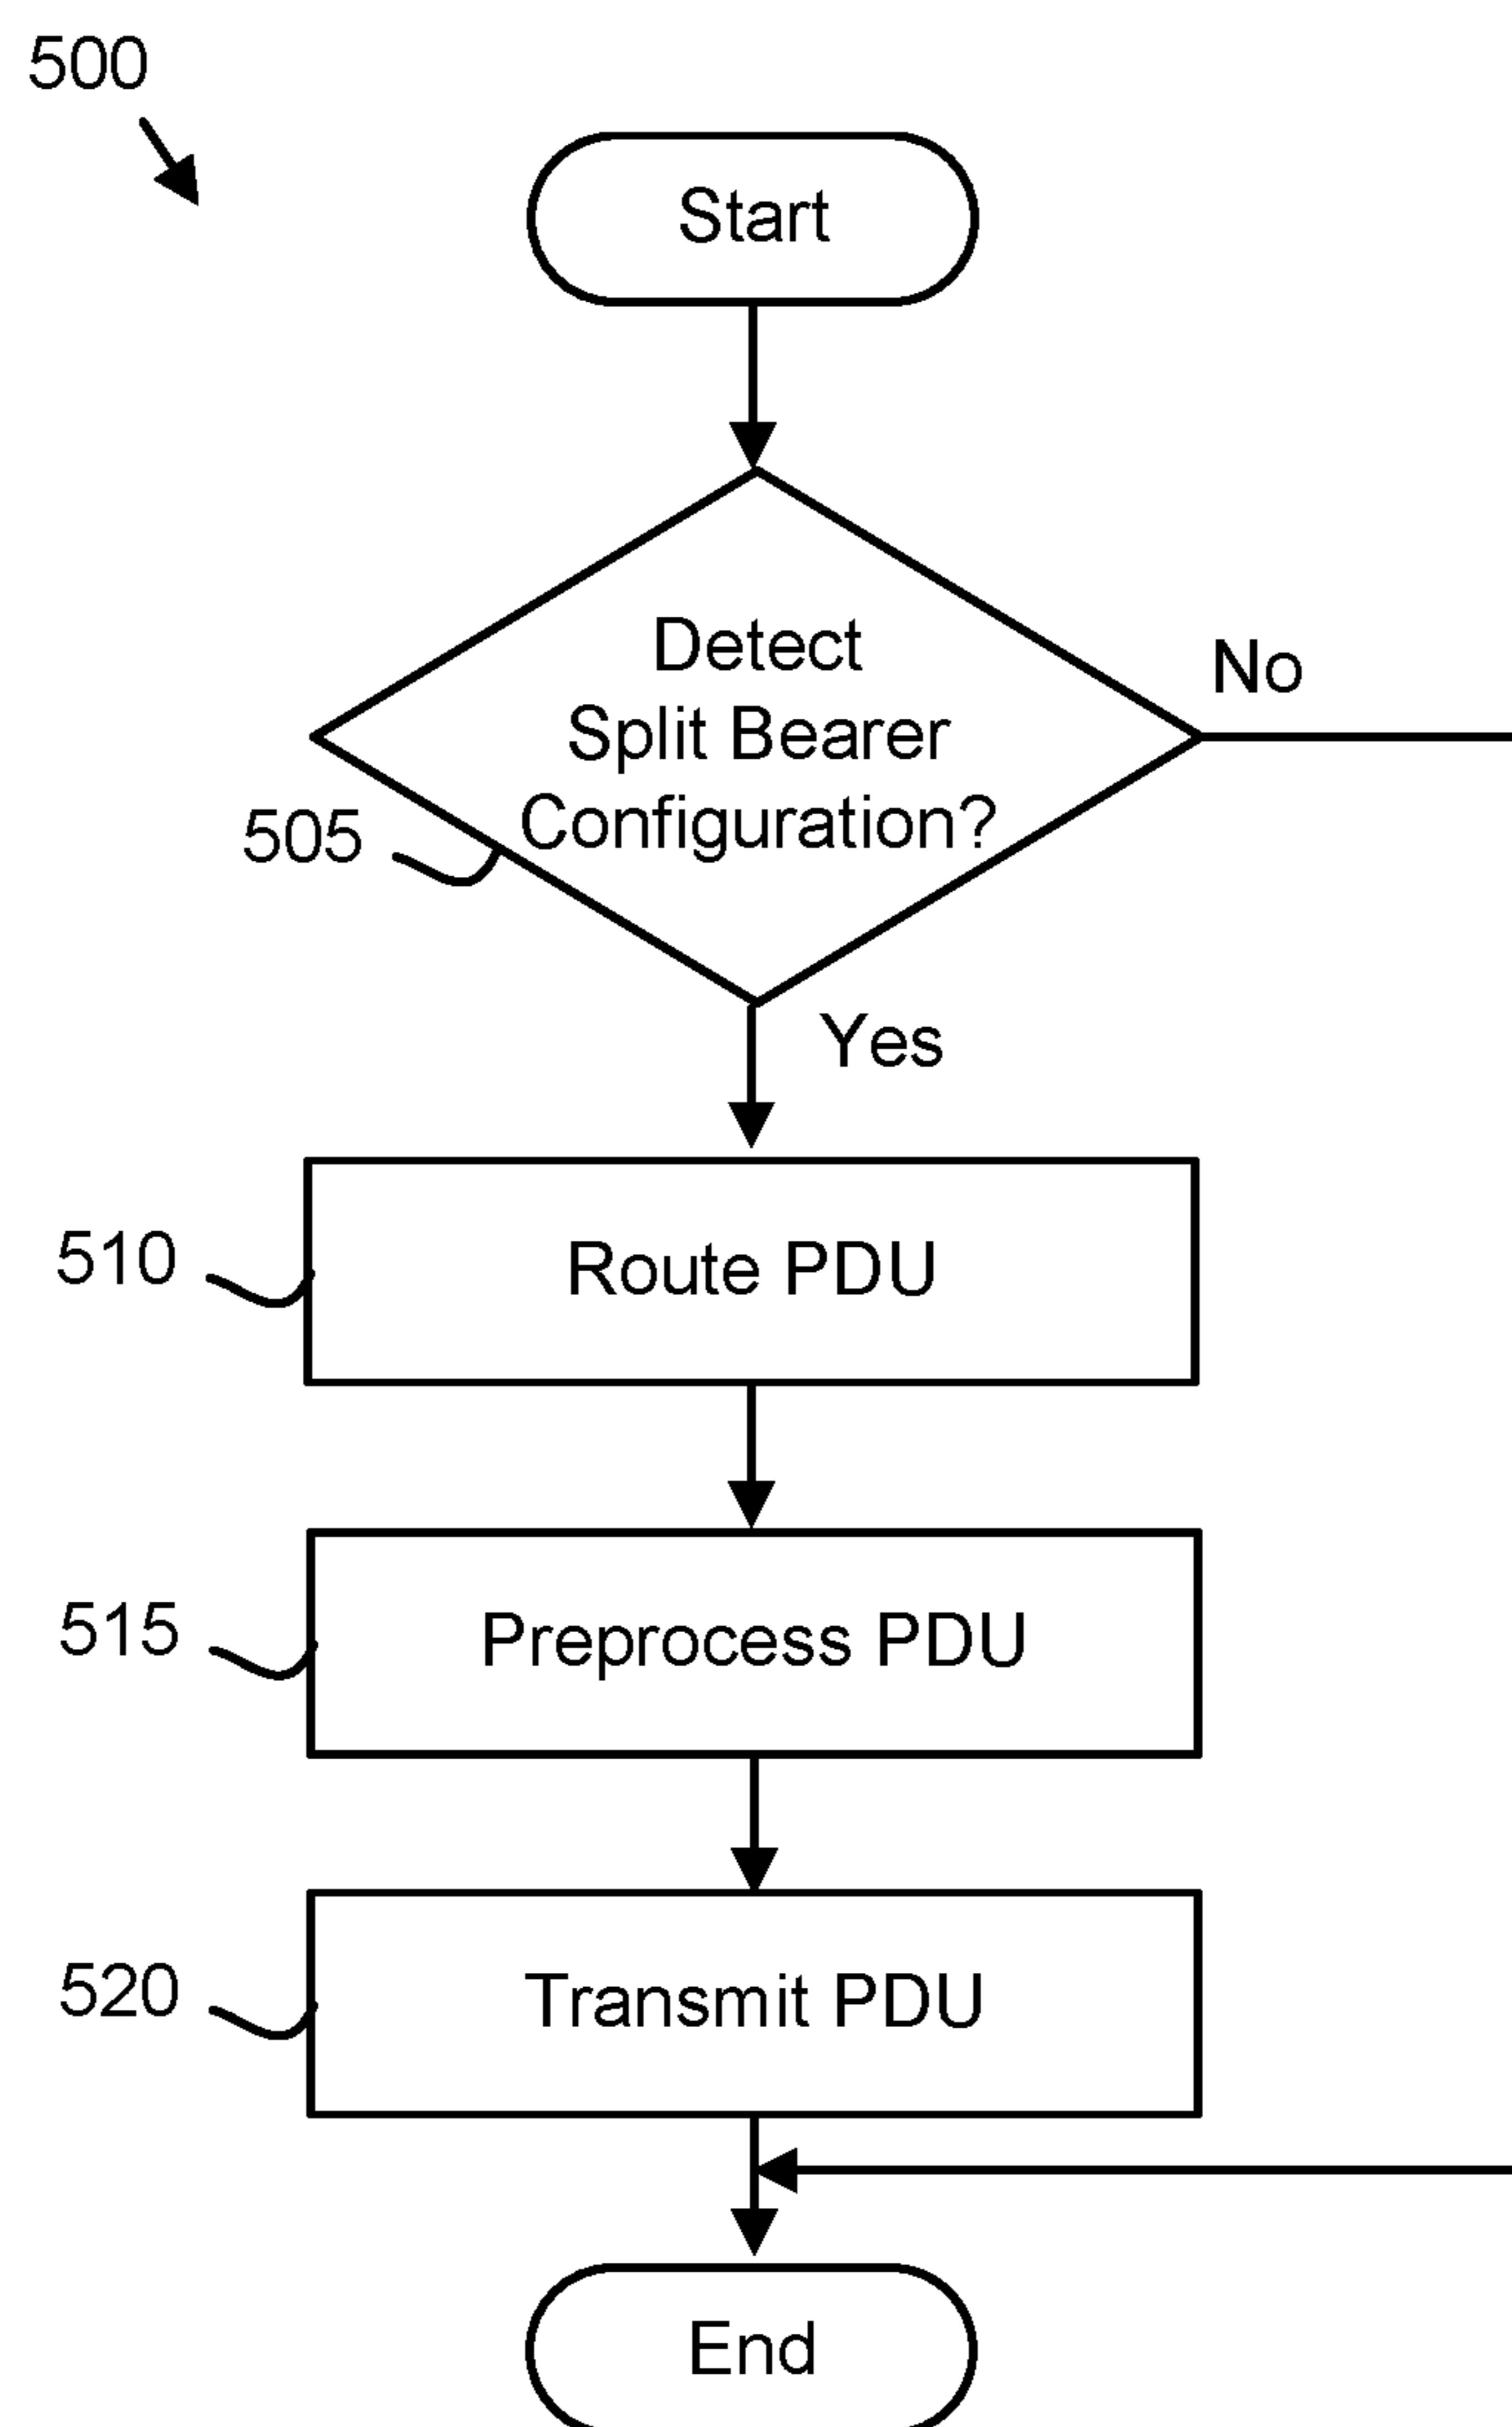 500
Start
Detect
Split Bearer
Configuration?
No
505
Yes
510
Route PDU
515
Preprocess PDU
520
Transmit PDU
End